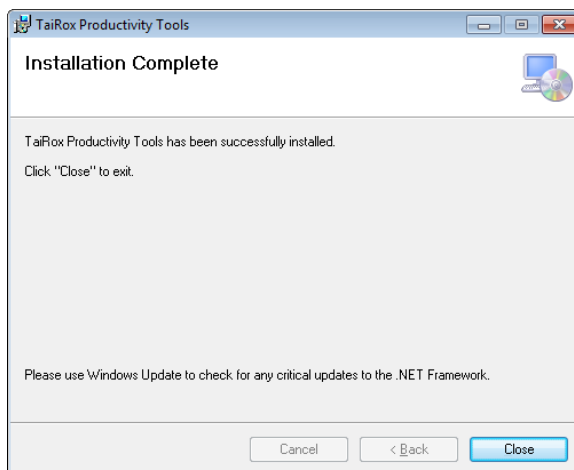 TaiRox Productivity Tools
Installation Complete
TaiRox Productivity Tools has been successfully installed.
Click "Close" to exit.
Please use Windows Update to check for any critical updates to the .NET Framework.
Cancel
< Back
Close